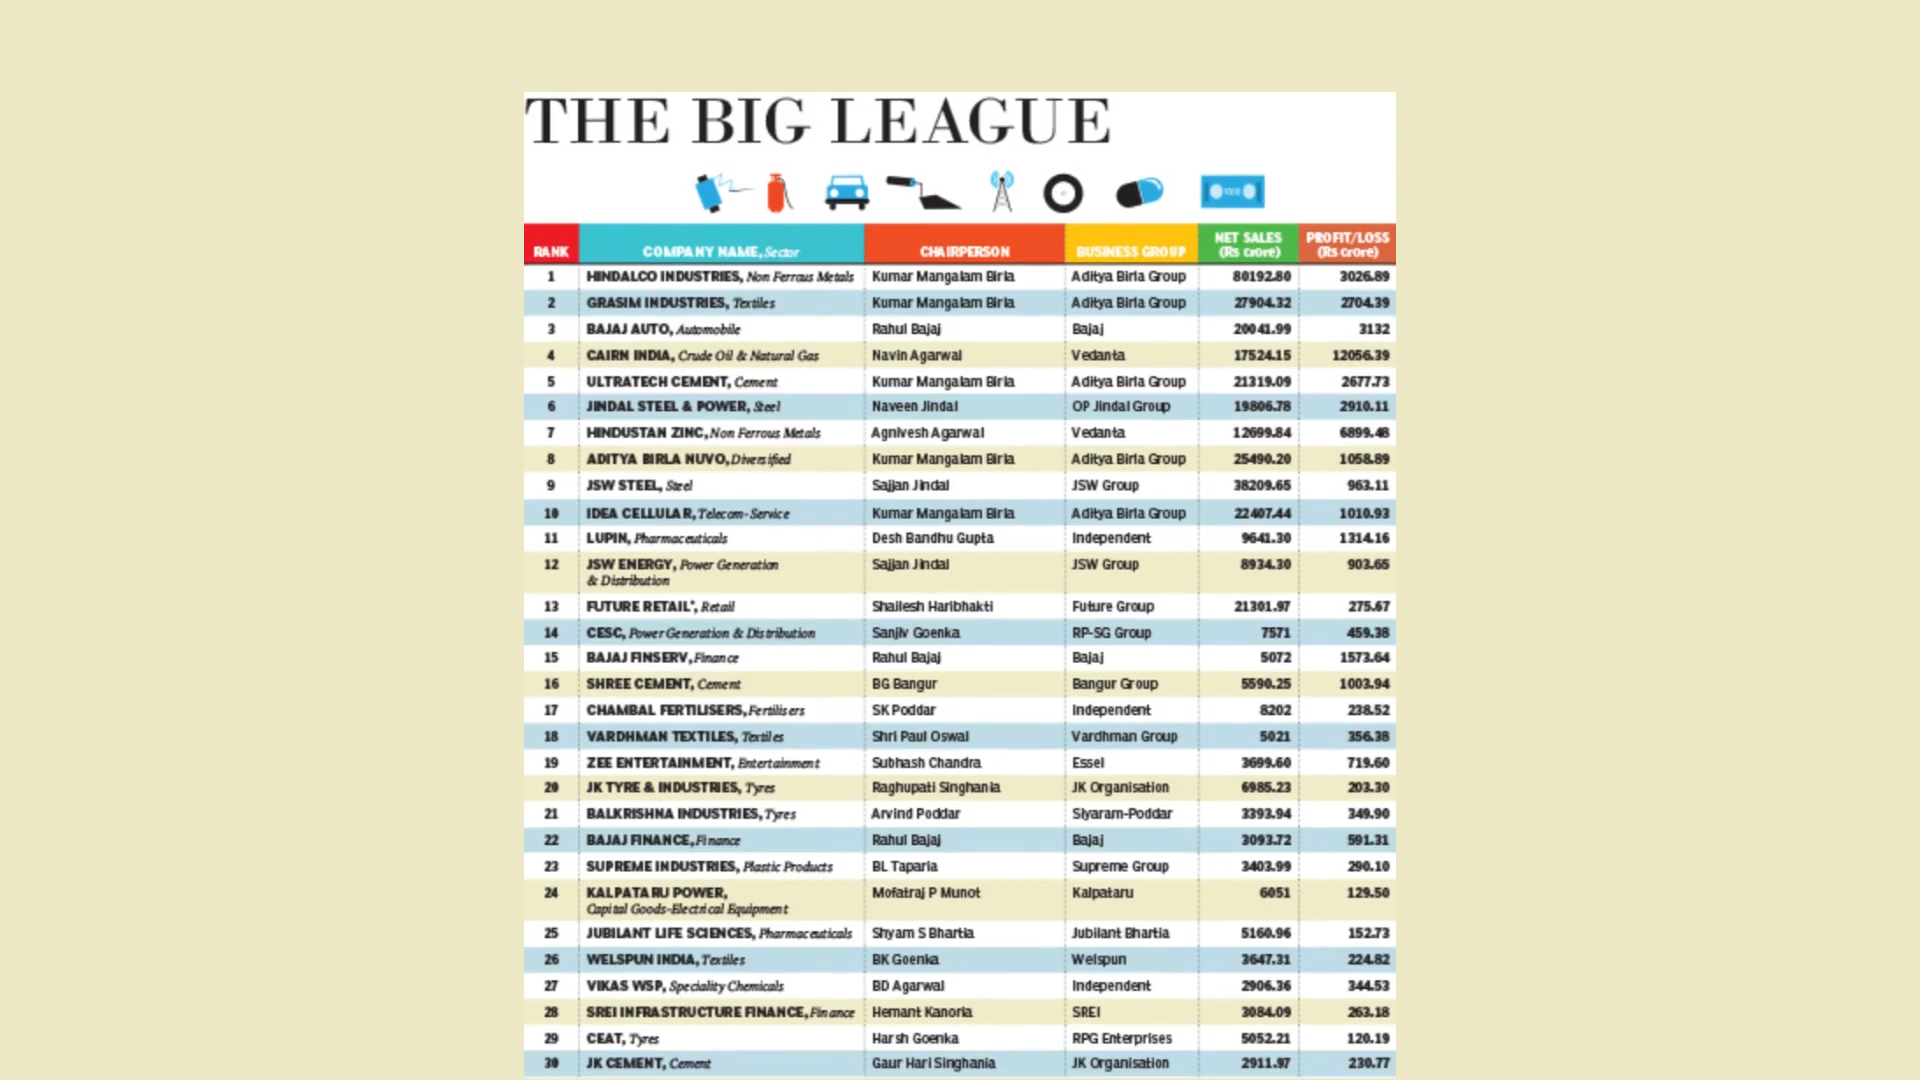 THE BIG LEAGUE
1000
RANK COMPANY NAME, Sector CHAIRPERSON BUSINESS GROUP NET SALES (Rs crore) PROFIT/LOSS (Rs crore)
1 HINDALCO INDUSTRIES, Non Ferrous Metals Kumar Mangalam Birla Aditya Birla Group 80192.80 3026.89
2 GRASIM INDUSTRIES, Textiles Kumar Mangalam Birla Aditya Birla Group 27904.32 2704.39
3 BAJAJ AUTO, Automobile Rahul Bajaj Bajaj 20041.99 3132
4 CAIRN INDIA, Crude Oil & Natural Gas Navin Agarwal Vedanta 17524.15 12056.39
5 ULTRATECH CEMENT, Cement Kumar Mangalam Birla Aditya Birla Group 21319.09 2677.73
6 JINDAL STEEL & POWER, Steel Naveen Jindal OP Jindal Group 19806.78 2910.11
7 HINDUSTAN ZINC, Non Ferrous Metals Agnivesh Agarwal Vedanta 12699.84 6899.48
8 ADITYA BIRLA NUVO, Diversified Kumar Mangalam Birla Aditya Birla Group 25490.20 1058.89
9 JSW STEEL, Steel Sajjan Jindal JSW Group 38209.65 963.11
10 IDEA CELLULAR, Telecom-Service Kumar Mangalam Birla Aditya Birla Group 22407.44 1010.93
11 LUPIN, Pharmaceuticals Desh Bandhu Gupta Independent 9641.30 1314.16
12 JSW ENERGY, Power Generation Sajjan Jindal JSW Group 8934.30 903.65
& Distribution
13 FUTURE RETAIL*, Retail Shailesh Haribhakti Future Group 21301.97 275.67
14 CESC, Power Generation & Distribution Sanjiv Goenka RP-SG Group 7571 459.38
15 BAJAJ FINSERV, Finance Rahul Bajaj Bajaj 5072 1573.64
16 SHREE CEMENT, Cement BG Bangur Bangur Group 5590.25 1003.94
17 CHAMBAL FERTILISERS, Fertilisers SK Poddar Independent 8202 238.52
18 VARDHMAN TEXTILES, Textiles Shri Paul Oswal Vardhman Group 5021 356.38
19 ZEE ENTERTAINMENT, Entertainment Subhash Chandra Essel 3699.60 719.60
20 JK TYRE & INDUSTRIES, Tyres Raghupati Singhania JK Organisation 6985.23 203.30
21 BALKRISHNA INDUSTRIES, Tyres Arvind Poddar Siyaram-Poddar 3393.94 349.90
22 BAJAJ FINANCE, Finance Rahul Bajaj Bajaj 3093.72 591.31
23 SUPREME INDUSTRIES, Plastic Products BL Taparia Supreme Group 3403.99 290.10
24 KALPATARU POWER, Mofatraj P Munot Kalpataru 6051 129.50
Capital Goods-Electrical Equipment
25 JUBILANT LIFE SCIENCES, Pharmaceuticals Shyam S Bhartia Jubilant Bhartia 5160.96 152.73
26 WELSPUN INDIA, Textiles BK Goenka Welspun 3647.31 224.82
27 VIKAS WSP, Speciality Chemicals BD Agarwal Independent 2906.36 344.53
28 SREI INFRASTRUCTURE FINANCE, Finance Hemant Kanoria SREI 3084.09 263.18
29 CEAT, Tyres Harsh Goenka RPG Enterprises 5052.21 120.19
30 JK CEMENT, Cement Gaur Hari Singhania JK Organisation 2911.97 230.77